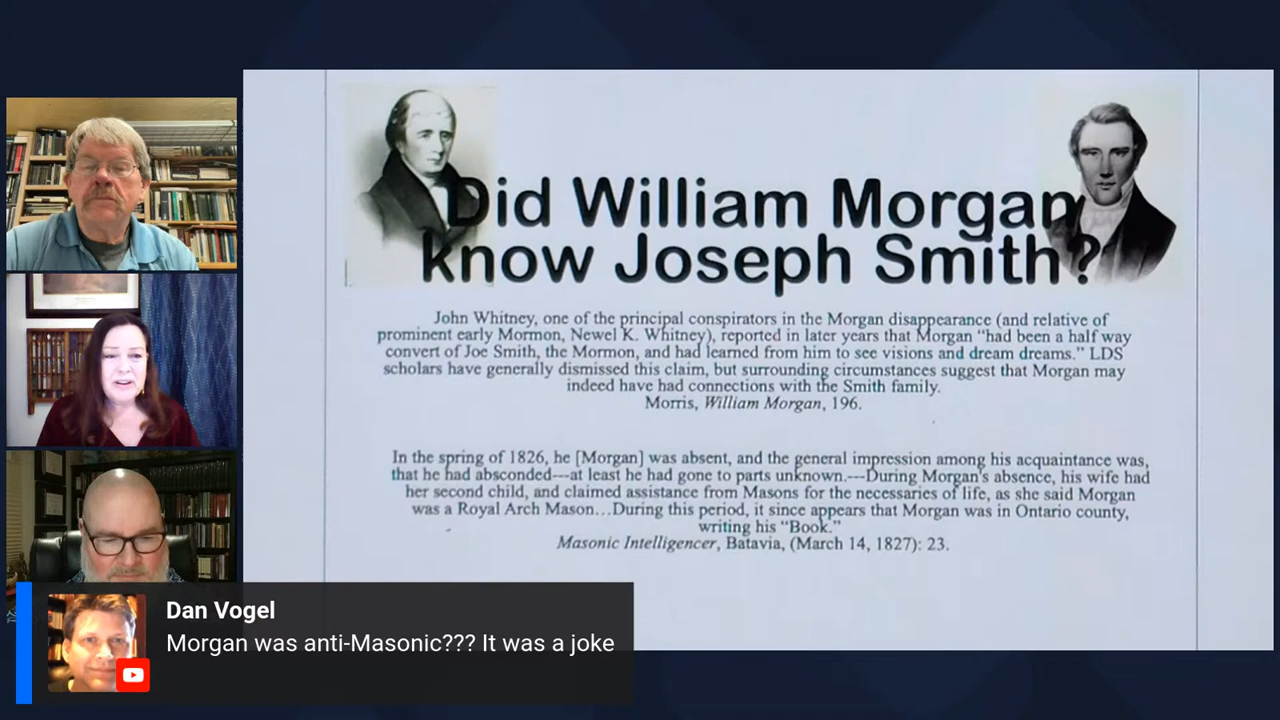 Did William Morgan
know Joseph Smith?
John Whitney, one of the principal conspirators in the Morgan disappearance (and relative of
prominent early Mormon, Newel K. Whitney), reported in later years that Morgan “had been a half way
convert of Joe Smith, the Mormon, and had learned from him to see visions and dream dreams.” LDS
scholars have generally dismissed this claim, but surrounding circumstances suggest that Morgan may
indeed have had connections with the Smith family.
Morris, William Morgan, 196.
In the spring of 1826, he [Morgan] was absent, and the general impression among his acquaintance was,
that he had absconded---at least he had gone to parts unknown.---During Morgan's absence, his wife had
her second child, and claimed assistance from Masons for the necessaries of life, as she said Morgan
was a Royal Arch Mason…During this period, it since appears that Morgan was in Ontario county,
writing his “Book.”
Masonic Intelligencer, Batavia, (March 14, 1827): 23.
Dan Vogel
Morgan was anti-Masonic??? It was a joke